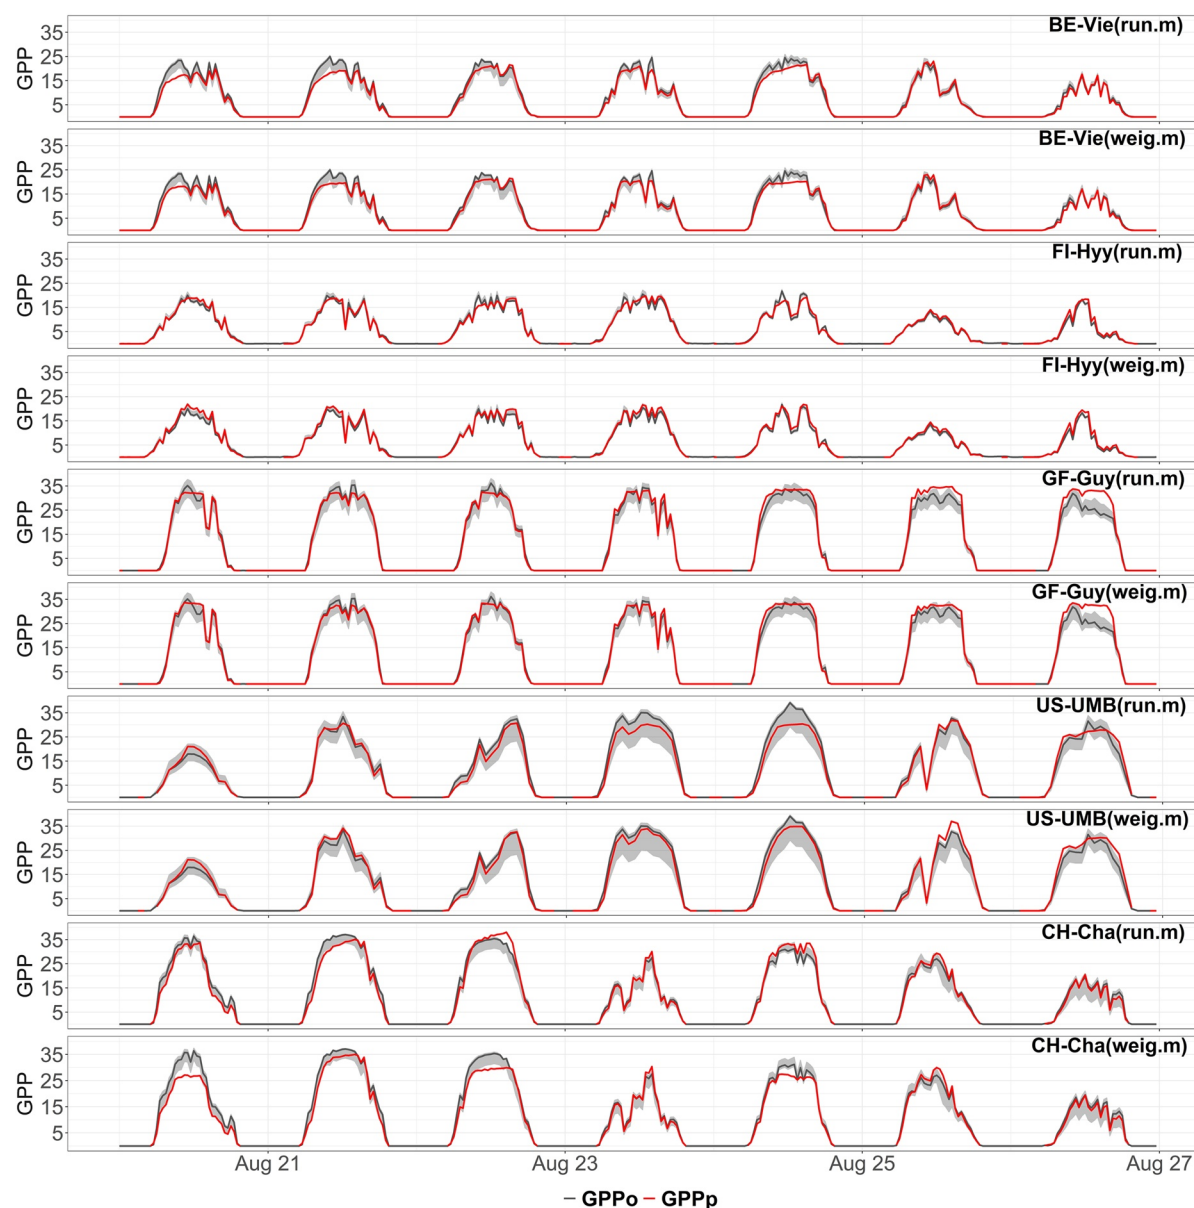 BE-Vie(run.m)
GPP
35
25
15
5
BE-Vie(weig.m)
GPP
35
25
15
5
FI-Hyy(run.m)
GPP
35
25
15
5
FI-Hyy(weig.m)
GPP
35
25
15
5
GF-Guy(run.m)
GPP
35
25
15
5
GF-Guy(weig.m)
GPP
35
25
15
5
US-UMB(run.m)
GPP
35
25
15
5
US-UMB(weig.m)
GPP
35
25
15
5
CH-Cha(run.m)
GPP
35
25
15
5
CH-Cha(weig.m)
GPP
35
25
15
5
Aug 21 Aug 23 Aug 25 Aug 27
GPPo GPPp